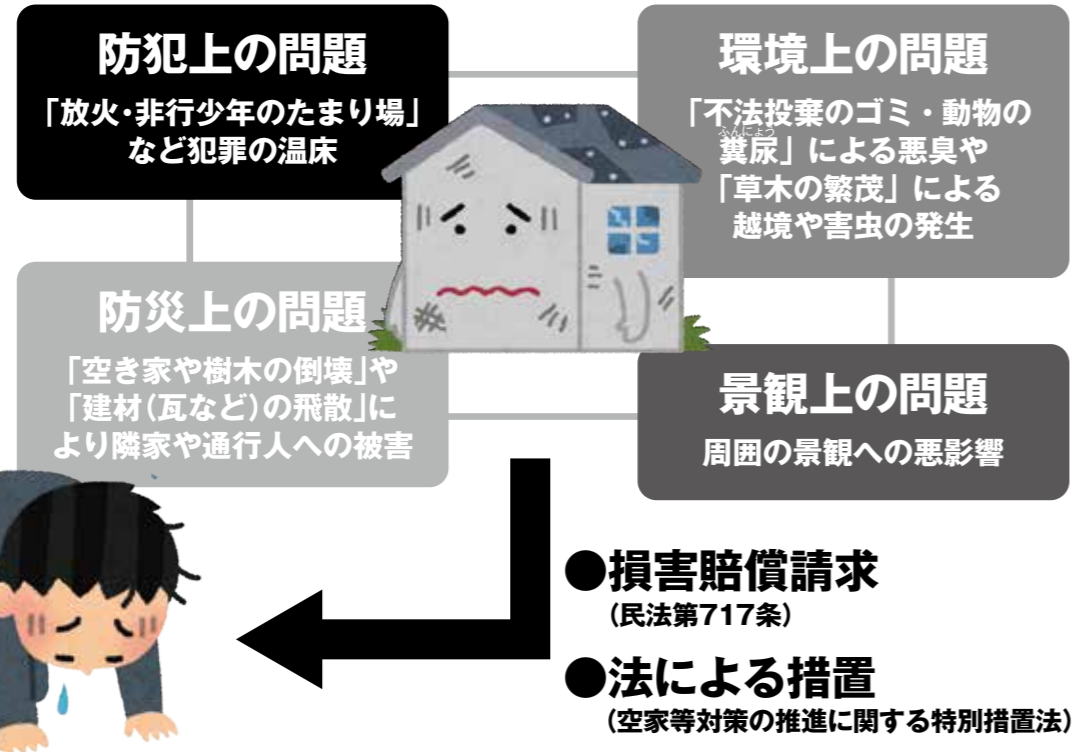 防犯上の問題
「放火・非行少年のたまり場」
など犯罪の温床
環境上の問題
「不法投棄のゴミ・動物の
ふんにょう
糞尿」による悪臭や
「草木の繁茂」による
越境や害虫の発生
防災上の問題
「空き家や樹木の倒壊」や
「建材(瓦など)の飛散」に
より隣家や通行人への被害
景観上の問題
周囲の景観への悪影響
●損害賠償請求
(民法第717条)
●法による措置
(空家等対策の推進に関する特別措置法)